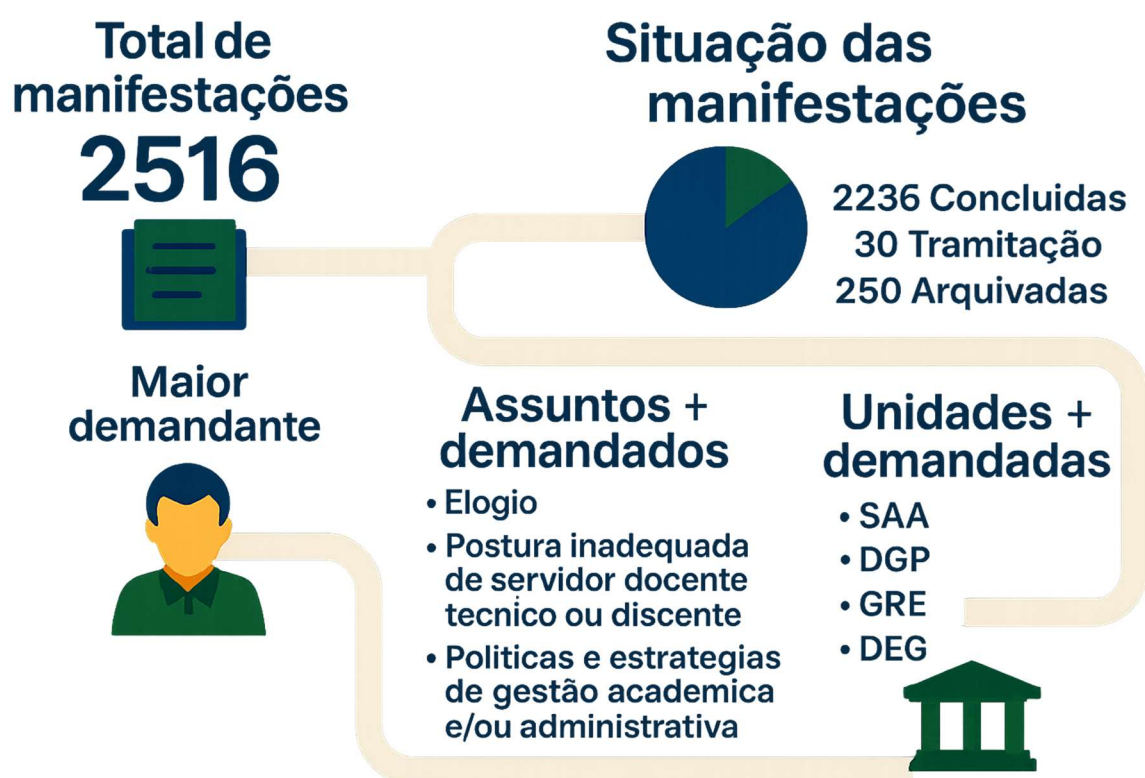 Total de
manifestações
2516
Situação das
manifestações
2236 Concluidas
30 Tramitação
250 Arquivadas
Maior
demandante
Assuntos +
demandados
• Elogio
• Postura inadequada
de servidor docente
tecnico ou discente
• Politicas e estrategias
de gestão academica
e/ou administrativa
Unidades +
demandadas
• SAA
• DGP
• GRE
• DEG